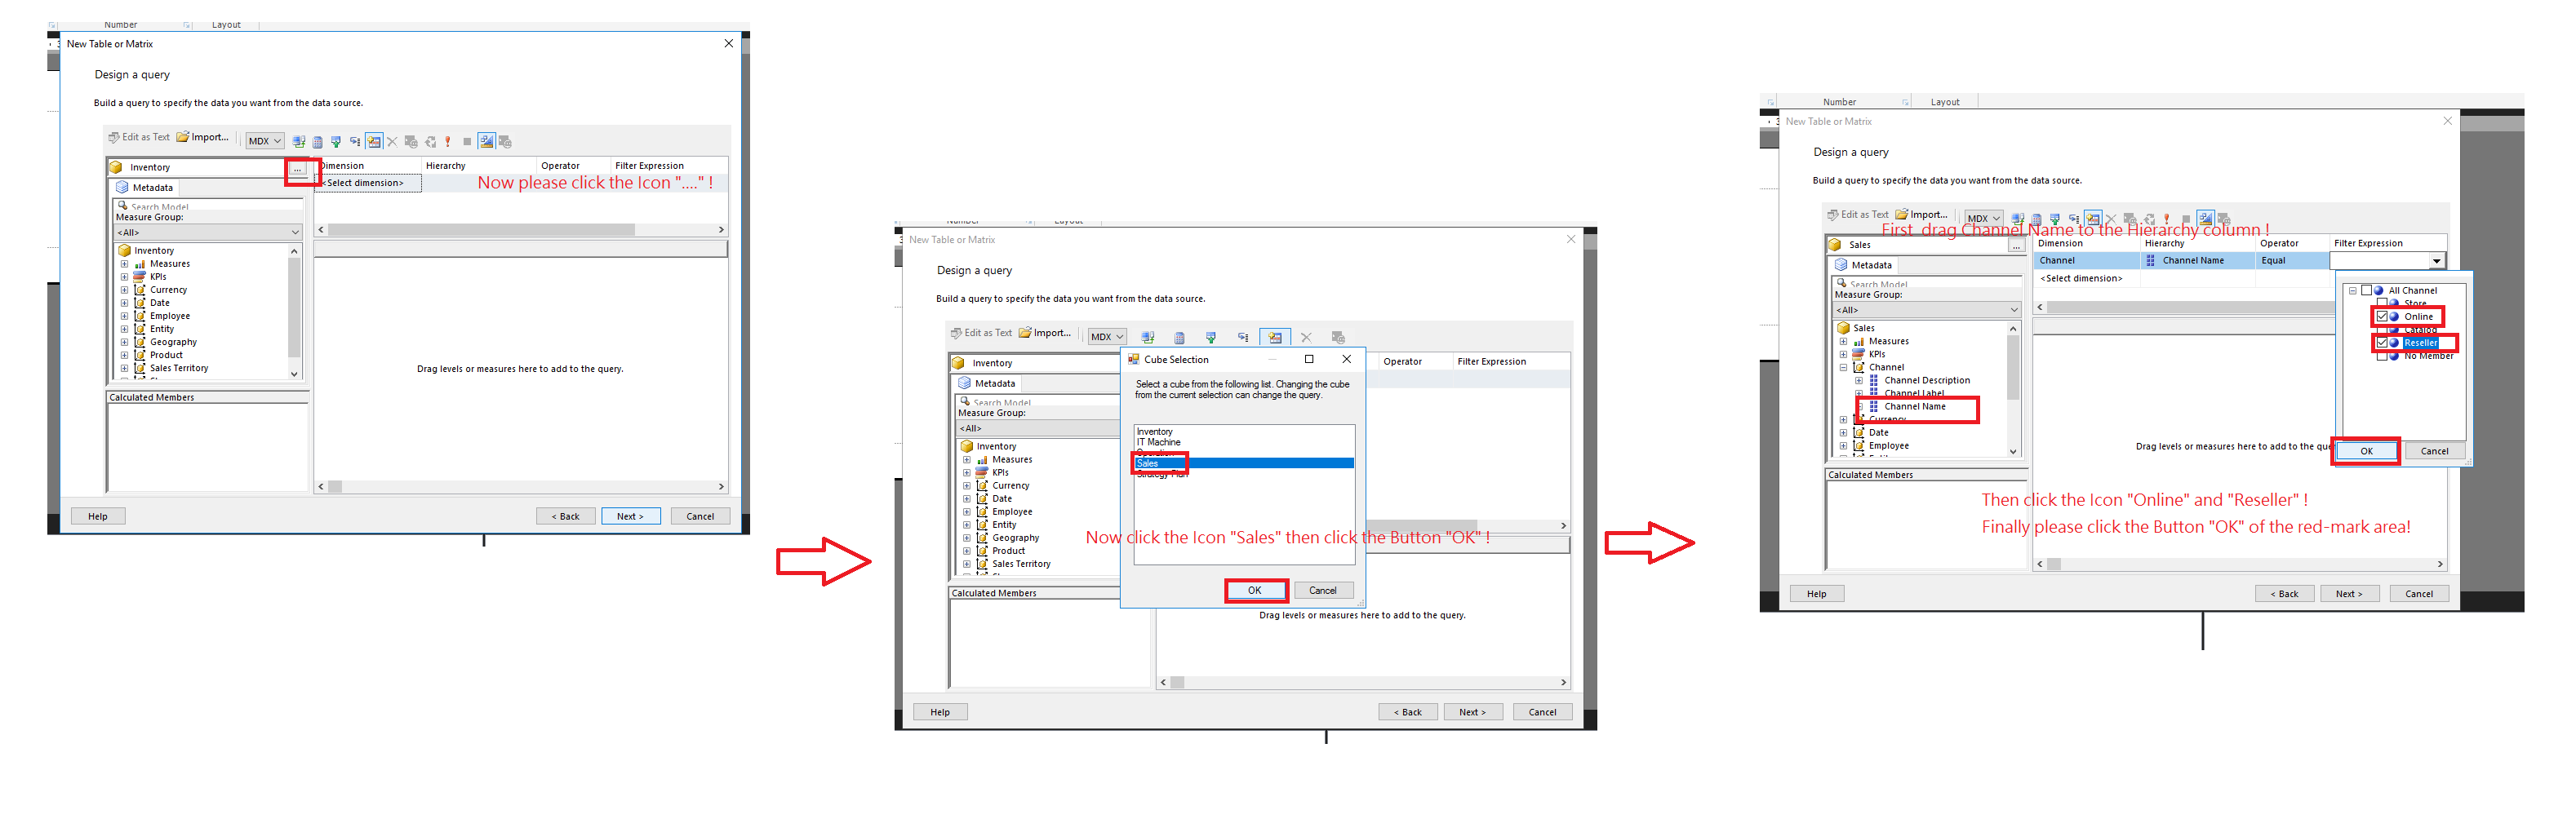 Number
Layout
New Table or Matrix
Design a query
Build a query to specify the data you want from the data source.
Edit as Text Import... MDX
Inventory ...
Dimension Hierarchy Operator Filter Expression
<Select dimension>
Now please click the Icon "...." !
Metadata
Search Model
Measure Group:
<All>
Inventory
Measures
KPIs
Currency
Date
Employee
Entity
Geography
Product
Sales Territory
Drag levels or measures here to add to the query.
Calculated Members
Help < Back Next > Cancel
Number Layout
New Table or Matrix
Design a query
Build a query to specify the data you want from the data source.
Edit as Text Import... MDX
Inventory
Operator Filter Expression
Metadata
Search Model
Measure Group:
<All>
Inventory
Measures
KPIs
Currency
Date
Employee
Entity
Geography
Product
Sales Territory
Calculated Members
Cube Selection
Select a cube from the following list. Changing the cube
from the current selection can change the query.
Inventory
IT Machine
Operation
Sales
Strategy Plan
Now click the Icon "Sales" then click the Button "OK" !
OK Cancel
Drag levels or measures here to add to the query.
Help < Back Next > Cancel
Number Layout
New Table or Matrix
Design a query
Build a query to specify the data you want from the data source.
Edit as Text Import... MDX
First drag Channel Name to the Hierarchy column !
Sales ...
Dimension Hierarchy Operator Filter Expression
Channel Channel Name Equal
<Select dimension>
Metadata
Search Model
Measure Group:
<All>
Sales
Measures
KPIs
Channel
Channel Description
Channel Label
Channel Name
Currency
Date
Employee
All Channel
Store
Online
Catalog
Reseller
No Member
OK Cancel
Drag levels or measures here to add to the
Calculated Members
Then click the Icon "Online" and "Reseller" !
Finally please click the Button "OK" of the red-mark area!
Help < Back Next > Cancel